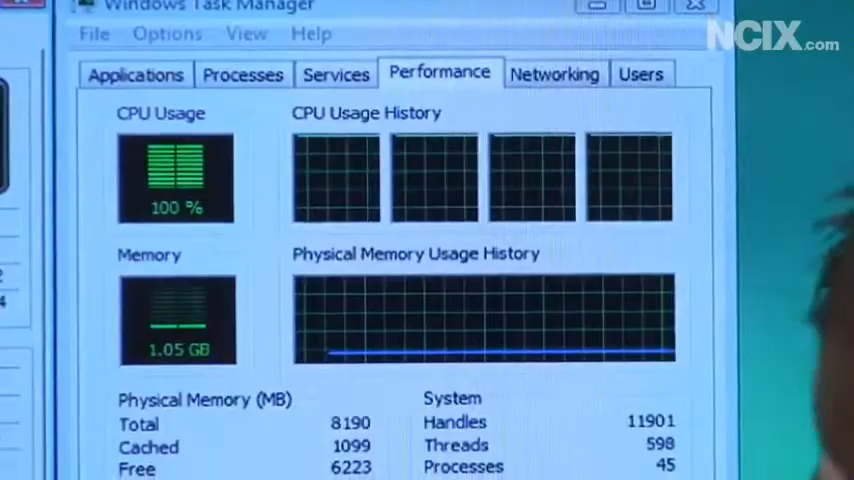 Windows Task Manager
NCIX.com
File Options View Help
Applications Processes Services Performance Networking Users
CPU Usage CPU Usage History
100 %
Memory Physical Memory Usage History
1.05 GB
Physical Memory (MB) System
Total 8190 Handles 11901
Cached 1099 Threads 598
Free 6223 Processes 45
4